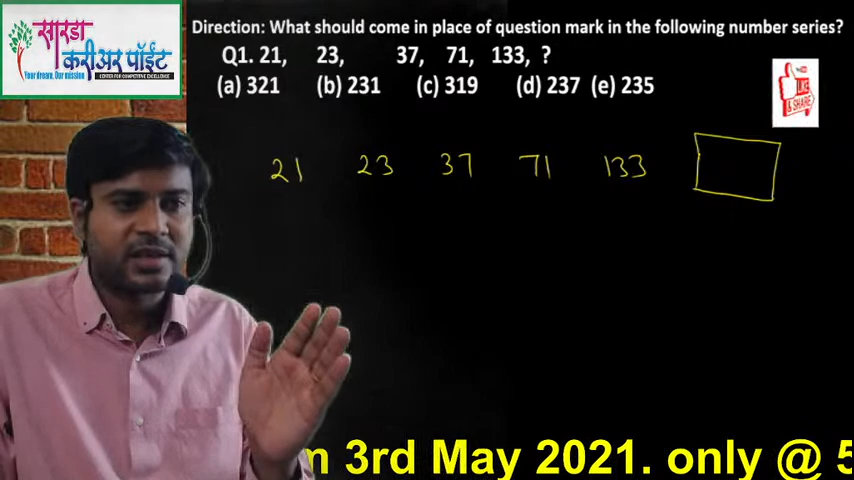 सारडा
करीअर पॉईंट
Your dream, Our mission
CENTER FOR COMPETITIVE EXCELLENCE
Direction: What should come in place of question mark in the following number series?
Q1. 21, 23, 37, 71, 133, ?
(a) 321 (b) 231 (c) 319 (d) 237 (e) 235
LIKE
& SHARE
21 23 37 71 133
3rd May 2021. only @